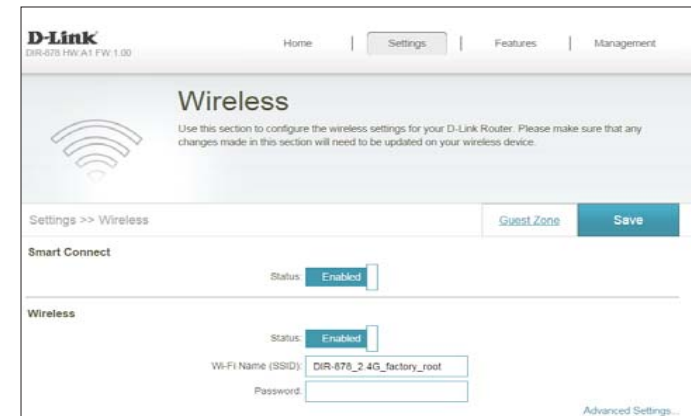 D-Link
DIR-878 HW:A1 FW:1.00
Home | Settings | Features | Management
Wireless
Use this section to configure the wireless settings for your D-Link Router. Please make sure that any
changes made in this section will need to be updated on your wireless device.
Settings >> Wireless
Guest Zone
Save
Smart Connect
Status: Enabled
Wireless
Status: Enabled
Wi-Fi Name (SSID): DIR-878_2.4G_factory_root
Password:
Advanced Settings...